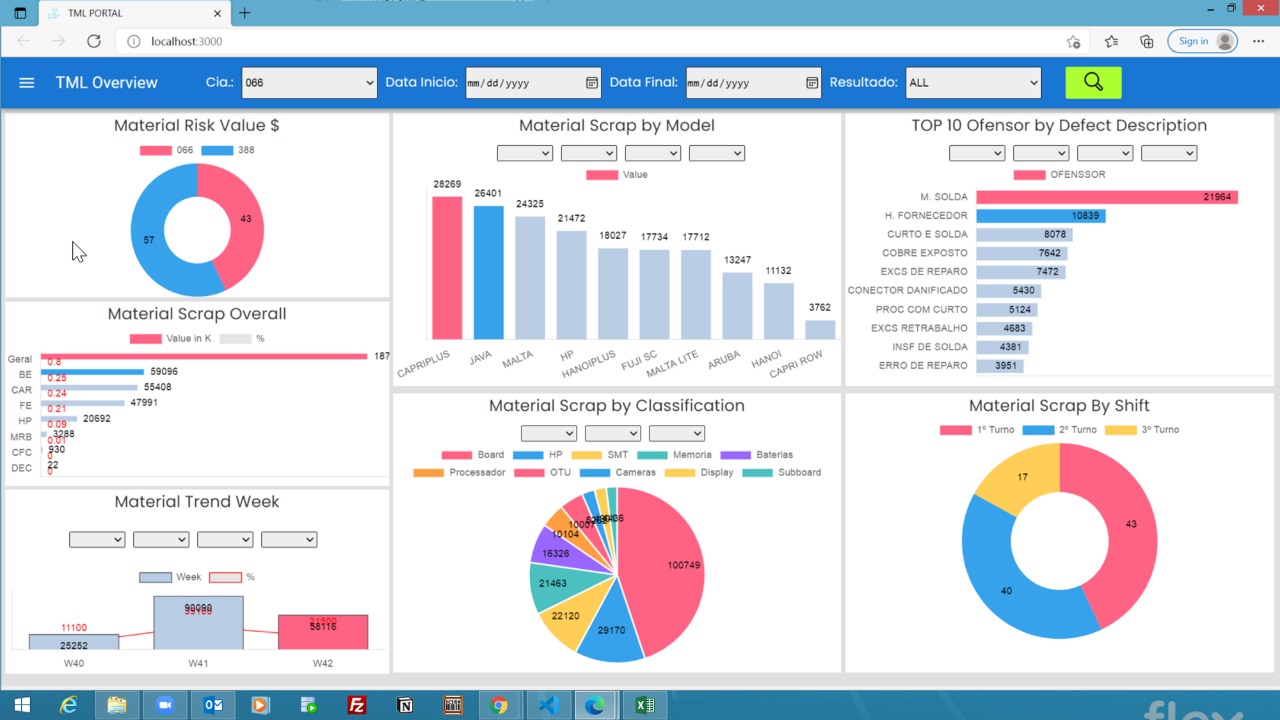 TML PORTAL
localhost:3000
Sign in
TML Overview
Cia.: 066 Data Inicio: mm/dd/yyyy Data Final: mm/dd/yyyy Resultado: ALL
Material Risk Value $
066 388
43
57
Material Scrap Overall
Value in K %
Geral 187
0.8
BE 59096
0.25
CAR 55408
0.24
FE 47991
0.21
HP 20692
0.09
MRB 3288
0.01
CFC 930
0
DEC 22
0
Material Trend Week
Week %
11100
25252
90090
58116
W40 W41 W42
Material Scrap by Model
Value
28269
26401
24325
21472
18027
17734
17712
13247
11132
3762
CAPRIPLUS JAVA MALTA HP HANOIPLUS FUJI SC MALTA LITE ARUBA HANOI CAPRI ROW
Material Scrap by Classification
Board HP SMT Memoria Baterias
Processador OTU Cameras Display Subboard
10007
10104
16326
100749
21463
22120
29170
TOP 10 Ofensor by Defect Description
OFENSSOR
M. SOLDA 21964
H. FORNECEDOR 10839
CURTO E SOLDA 8078
COBRE EXPOSTO 7642
EXCS DE REPARO 7472
CONECTOR DANIFICADO 5430
PROC COM CURTO 5124
EXCS RETRABALHO 4683
INSF DE SOLDA 4381
ERRO DE REPARO 3951
Material Scrap By Shift
1º Turno 2º Turno 3º Turno
17
43
40
flex